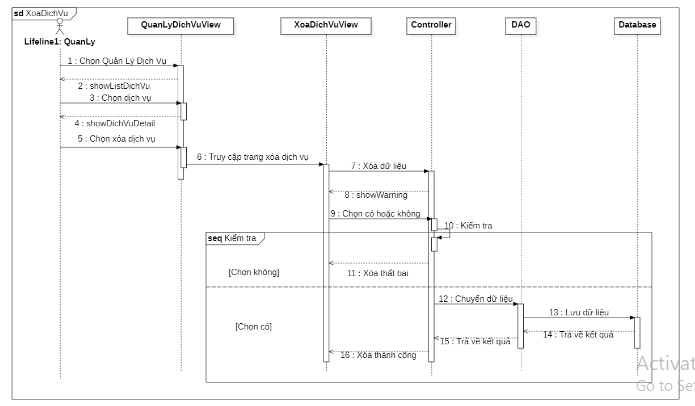 sd XoaDichVu
QuanLyDichVuView
XoaDichVuView
Controller
DAO
Database
Lifeline1: QuanLy
1 : Chọn Quản Lý Dịch Vụ
2 : showListDichVu
3 : Chọn dịch vụ
4 : showDichVuDetail
5 : Chọn xóa dịch vụ
6 : Truy cập trang xóa dịch vụ
7 : Xóa dữ liệu
8 : showWarning
9 : Chọn có hoặc không
10 : Kiểm tra
seq Kiểm tra
[Chọn không]
11 : Xóa thất bại
12 : Chuyển dữ liệu
13 : Lưu dữ liệu
[Chọn có]
14 : Trả về kết quả
15 : Trả về kết quả
16 : Xóa thành công
Activat
Go to Set